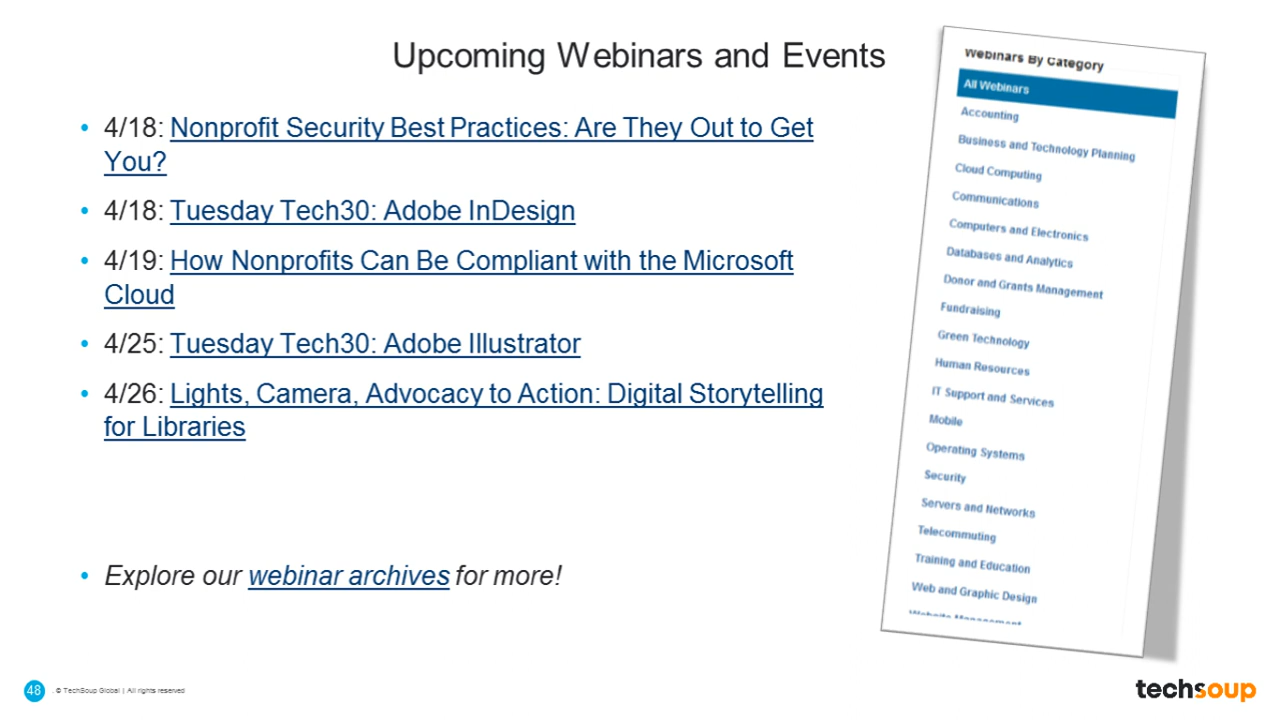 Upcoming Webinars and Events
• 4/18: Nonprofit Security Best Practices: Are They Out to Get
You?
• 4/18: Tuesday Tech30: Adobe InDesign
• 4/19: How Nonprofits Can Be Compliant with the Microsoft
Cloud
• 4/25: Tuesday Tech30: Adobe Illustrator
• 4/26: Lights, Camera, Advocacy to Action: Digital Storytelling
for Libraries
• Explore our webinar archives for more!
Webinars By Category
All Webinars
Accounting
Business and Technology Planning
Cloud Computing
Communications
Computers and Electronics
Databases and Analytics
Donor and Grants Management
Fundraising
Green Technology
Human Resources
IT Support and Services
Mobile
Operating Systems
Security
Servers and Networks
Telecommuting
Training and Education
Web and Graphic Design
Website Management
48 . © TechSoup Global | All rights reserved
techsoup